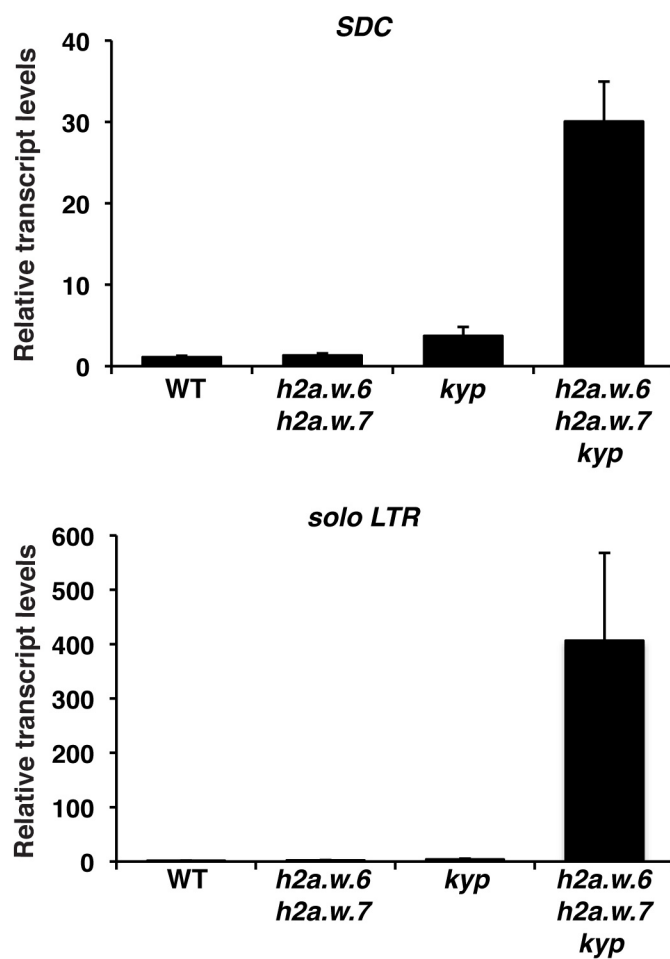 SDC
Relative transcript levels
40
30
20
10
0
WT
h2a.w.6
h2a.w.7
kyp
h2a.w.6
h2a.w.7
kyp
solo LTR
Relative transcript levels
600
500
400
300
200
100
0
WT
h2a.w.6
h2a.w.7
kyp
h2a.w.6
h2a.w.7
kyp